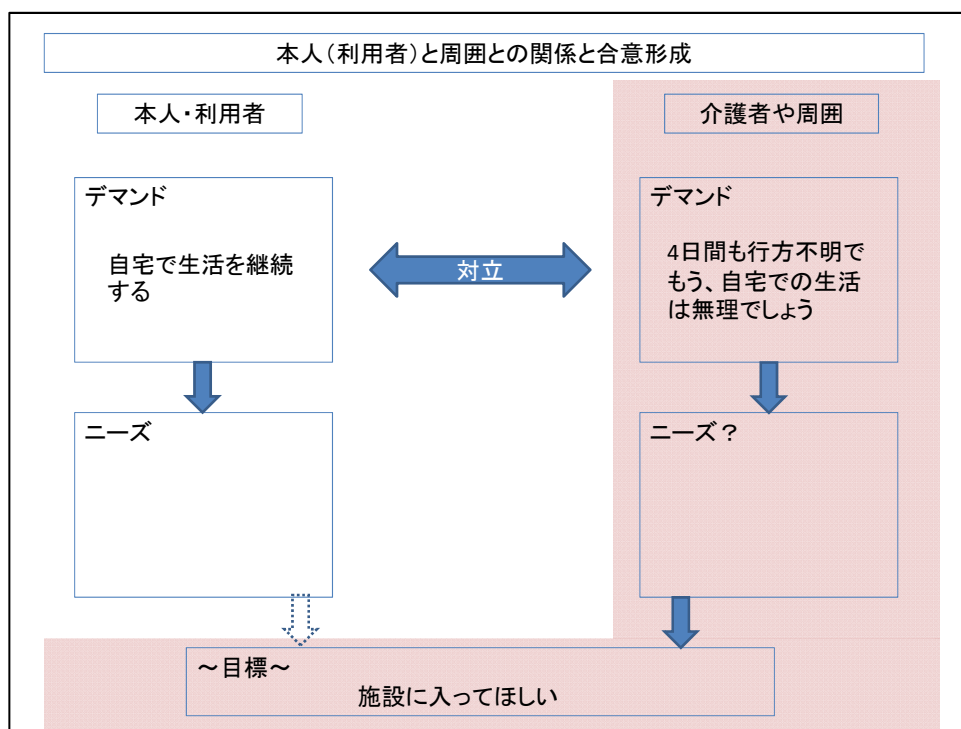 本人（利用者）と周囲との関係と合意形成
本人・利用者
介護者や周囲
デマンド
自宅で生活を継続
する
対立
デマンド
4日間も行方不明で
もう、自宅での生活
は無理でしょう
ニーズ
ニーズ？
～目標～
施設に入ってほしい